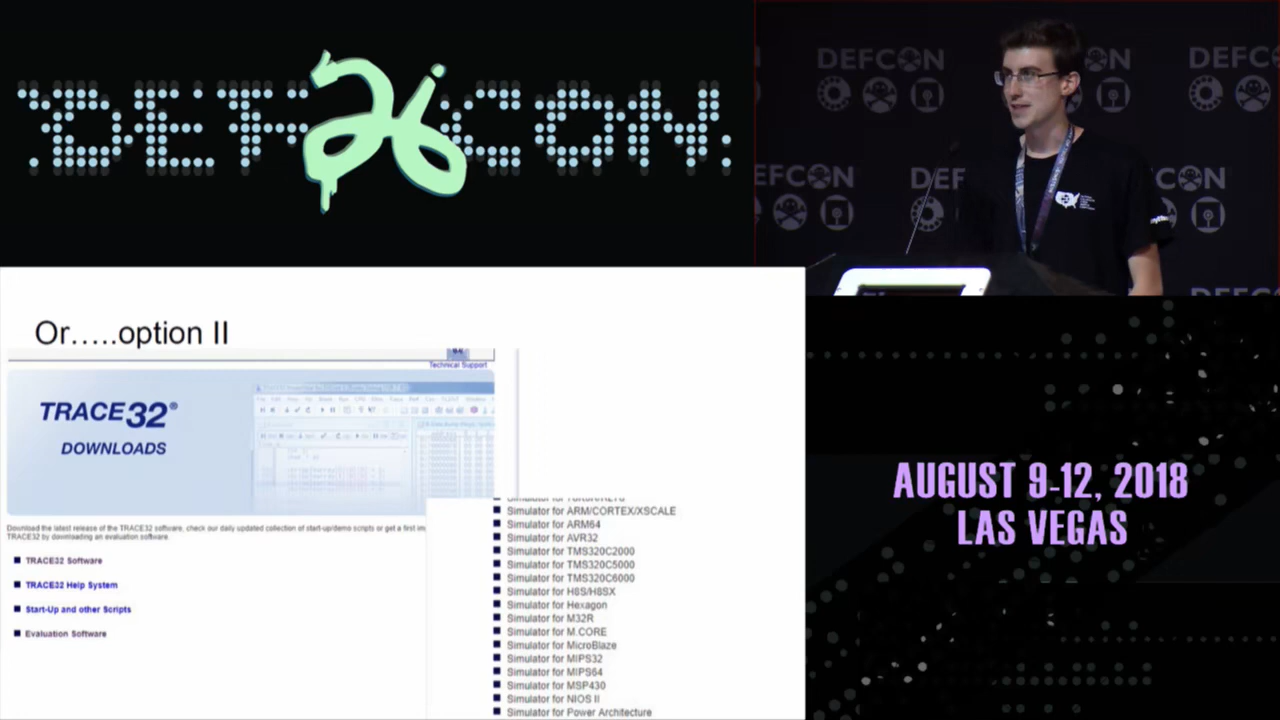 DEF CON
26
DEFCON
DEFCON
DEFCON
DEFCON
Or…..option II
Technical Support
TRACE32®
DOWNLOADS
Download the latest release of the TRACE32 software, check our daily updated collection of start-up/demo scripts or get a first im
TRACE32 by downloading an evaluation software.
TRACE32 Software
TRACE32 Help System
Start-Up and other Scripts
Evaluation Software
Simulator for ARM/CORTEX/XSCALE
Simulator for ARM64
Simulator for AVR32
Simulator for TMS320C2000
Simulator for TMS320C5000
Simulator for TMS320C6000
Simulator for H8S/H8SX
Simulator for Hexagon
Simulator for M32R
Simulator for M.CORE
Simulator for MicroBlaze
Simulator for MIPS32
Simulator for MIPS64
Simulator for MSP430
Simulator for NIOS II
Simulator for Power Architecture
AUGUST 9-12, 2018
LAS VEGAS